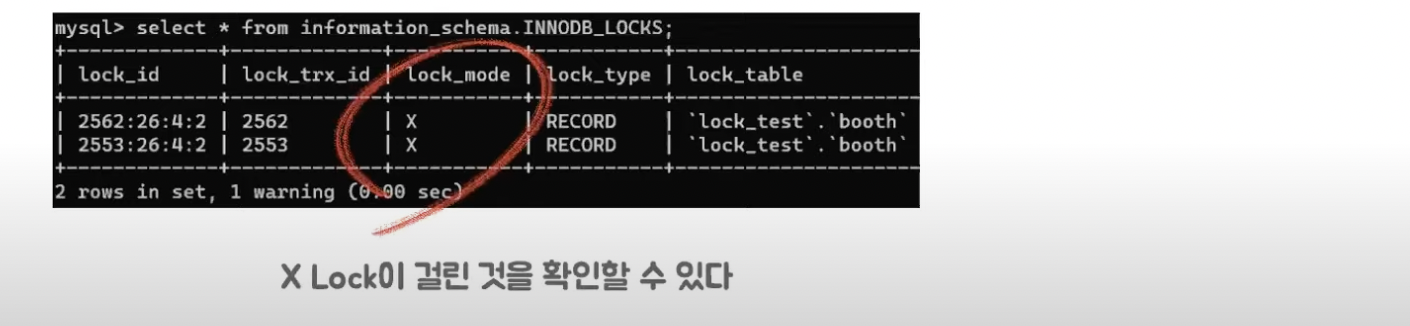 mysql> select * from information_schema.INNODB_LOCKS;
+-------------+-------------+-----------+-----------+----------------------
| lock_id     | lock_trx_id | lock_mode | lock_type | lock_table
+-------------+-------------+-----------+-----------+----------------------
| 2562:26:4:2 | 2562        | X         | RECORD    | `lock_test`.`booth`
| 2553:26:4:2 | 2553        | X         | RECORD    | `lock_test`.`booth`
+-------------+-------------+-----------+-----------+----------------------
2 rows in set, 1 warning (0.00 sec)
X Lock이 걸린 것을 확인할 수 있다